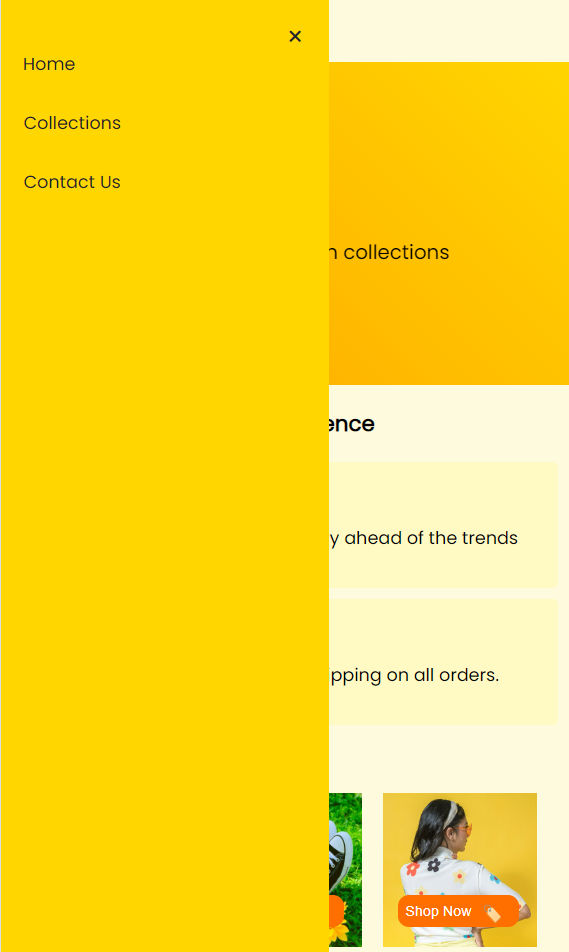 ×
Home
Collections
Contact Us
collections
ence
y ahead of the trends
pping on all orders.
Shop Now